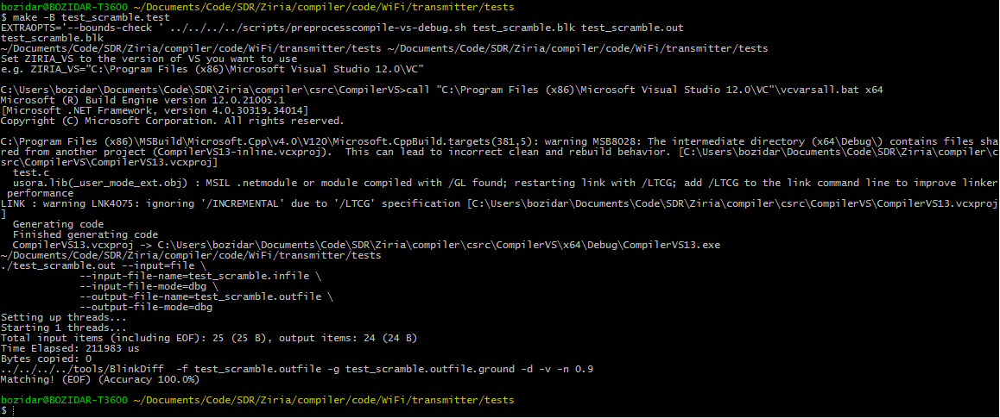 bozidar@BOZIDAR-T3600 ~/Documents/Code/SDR/Ziria/compiler/code/WiFi/transmitter/tests
$ make -B test_scramble.test
EXTRAOPTS='--bounds-check ' ../../../../scripts/preprocesscompile-vs-debug.sh test_scramble.blk test_scramble.out
test_scramble.blk
~/Documents/Code/SDR/Ziria/compiler/code/WiFi/transmitter/tests ~/Documents/Code/SDR/Ziria/compiler/code/WiFi/transmitter/tests
Set ZIRIA_VS to the version of VS you want to use
e.g. ZIRIA_VS="C:\Program Files (x86)\Microsoft Visual Studio 12.0\VC"

C:\Users\bozidar\Documents\Code\SDR\Ziria\compiler\csrc\CompilerVS>call "C:\Program Files (x86)\Microsoft Visual Studio 12.0\VC"\vcvarsall.bat x64
Microsoft (R) Build Engine version 12.0.21005.1
[Microsoft .NET Framework, version 4.0.30319.34014]
Copyright (C) Microsoft Corporation. All rights reserved.

C:\Program Files (x86)\MSBuild\Microsoft.Cpp\v4.0\V120\Microsoft.CppBuild.targets(381,5): warning MSB8028: The intermediate directory (x64\Debug\) contains files sha
red from another project (CompilerVS13-inline.vcxproj).  This can lead to incorrect clean and rebuild behavior. [C:\Users\bozidar\Documents\Code\SDR\Ziria\compiler\c
src\CompilerVS\CompilerVS13.vcxproj]
  test.c
  usora.lib(_user_mode_ext.obj) : MSIL .netmodule or module compiled with /GL found; restarting link with /LTCG; add /LTCG to the link command line to improve linker
 performance
LINK : warning LNK4075: ignoring '/INCREMENTAL' due to '/LTCG' specification [C:\Users\bozidar\Documents\Code\SDR\Ziria\compiler\csrc\CompilerVS\CompilerVS13.vcxproj
]
  Generating code
  Finished generating code
  CompilerVS13.vcxproj -> C:\Users\bozidar\Documents\Code\SDR\Ziria\compiler\csrc\CompilerVS\x64\Debug\CompilerVS13.exe
~/Documents/Code/SDR/Ziria/compiler/code/WiFi/transmitter/tests
./test_scramble.out --input=file \
            --input-file-name=test_scramble.infile \
            --input-file-mode=dbg \
            --output-file-name=test_scramble.outfile \
            --output-file-mode=dbg
Setting up threads...
Starting 1 threads...
Total input items (including EOF): 25 (25 B), output items: 24 (24 B)
Time Elapsed: 211983 us
Bytes copied: 0
../../../../tools/BlinkDiff  -f test_scramble.outfile -g test_scramble.outfile.ground -d -v -n 0.9
Matching! (EOF) (Accuracy 100.0%)

bozidar@BOZIDAR-T3600 ~/Documents/Code/SDR/Ziria/compiler/code/WiFi/transmitter/tests
$